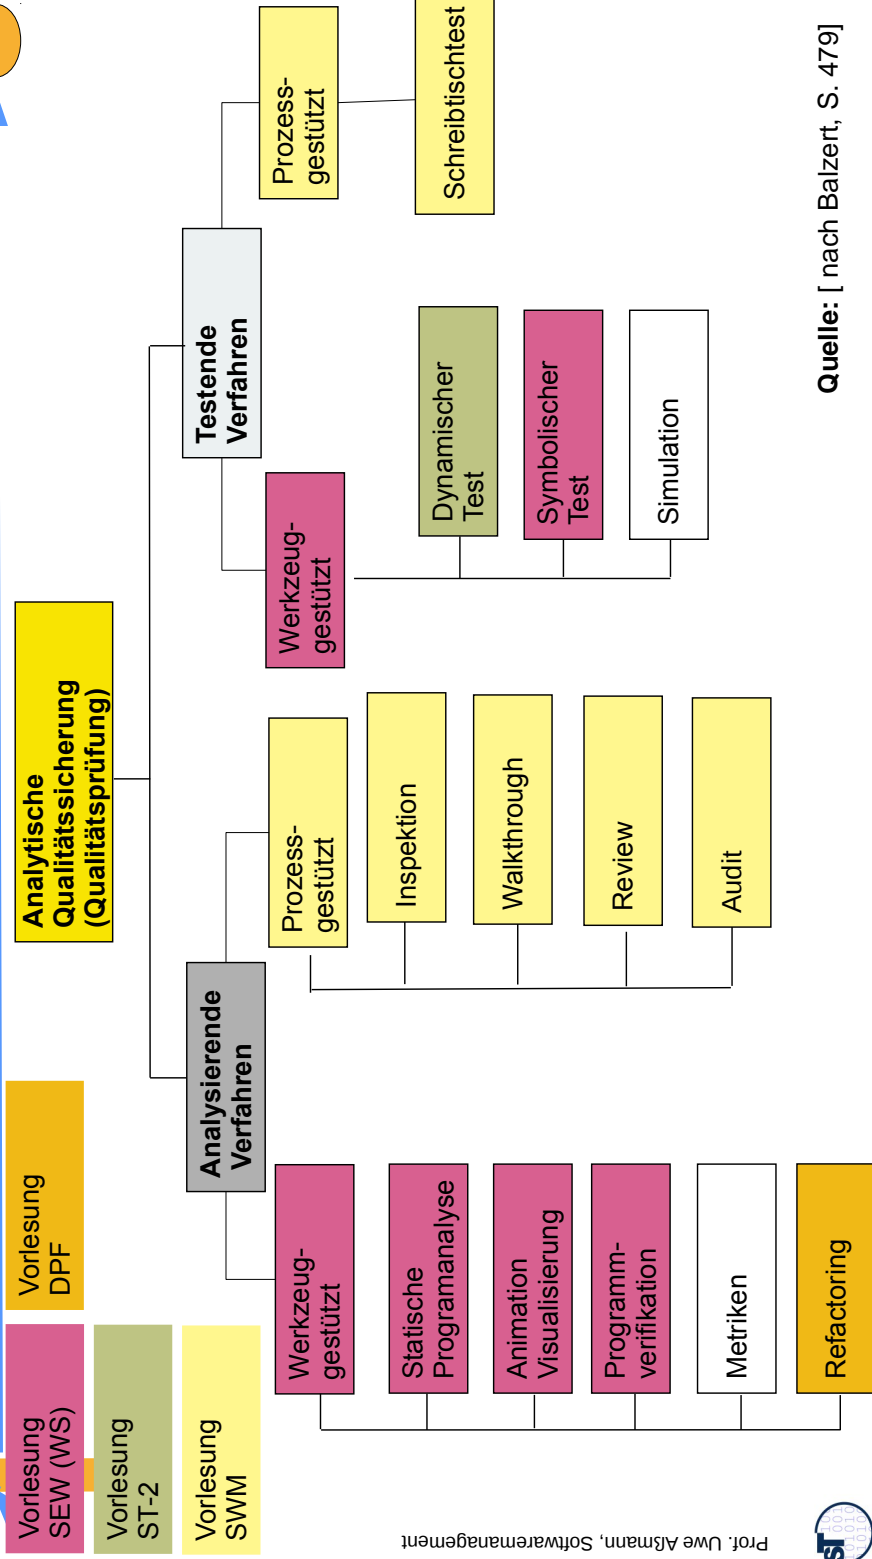 Vorlesung
SEW (WS)
Vorlesung
DPF
Vorlesung
ST-2
Vorlesung
SWM
Analytische
Qualitätssicherung
(Qualitätsprüfung)
Analysierende
Verfahren
Testende
Verfahren
Werkzeug-
gestützt
Statische
Programanalyse
Animation
Visualisierung
Programm-
verifikation
Metriken
Refactoring
Prozess-
gestützt
Inspektion
Walkthrough
Review
Audit
Werkzeug-
gestützt
Dynamischer
Test
Symbolischer
Test
Simulation
Prozess-
gestützt
Schreibtischtest
Quelle: [ nach Balzert, S. 479]
Prof. Uwe Aßmann, Softwaremanagement